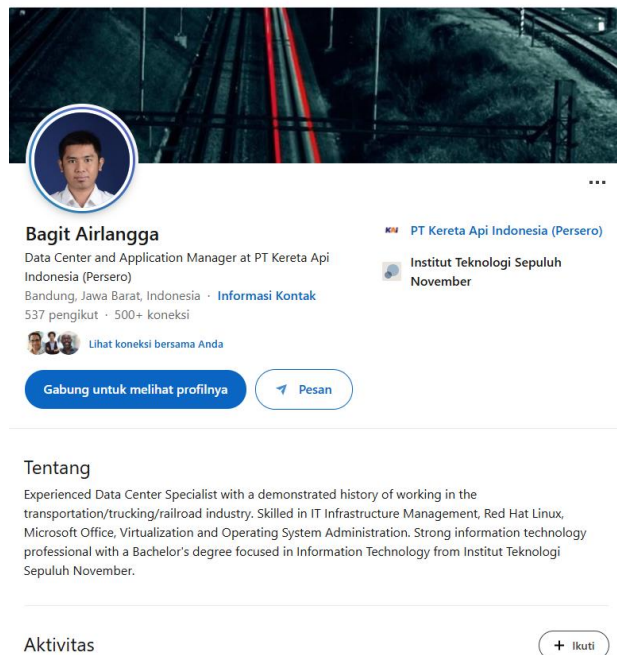 Bagit Airlangga
Data Center and Application Manager at PT Kereta Api
Indonesia (Persero)
Bandung, Jawa Barat, Indonesia · Informasi Kontak
537 pengikut · 500+ koneksi
Lihat koneksi bersama Anda
Gabung untuk melihat profilnya
Pesan
KAI PT Kereta Api Indonesia (Persero)
Institut Teknologi Sepuluh
November
Tentang
Experienced Data Center Specialist with a demonstrated history of working in the
transportation/trucking/railroad industry. Skilled in IT Infrastructure Management, Red Hat Linux,
Microsoft Office, Virtualization and Operating System Administration. Strong information technology
professional with a Bachelor's degree focused in Information Technology from Institut Teknologi
Sepuluh November.
Aktivitas
+ Ikuti